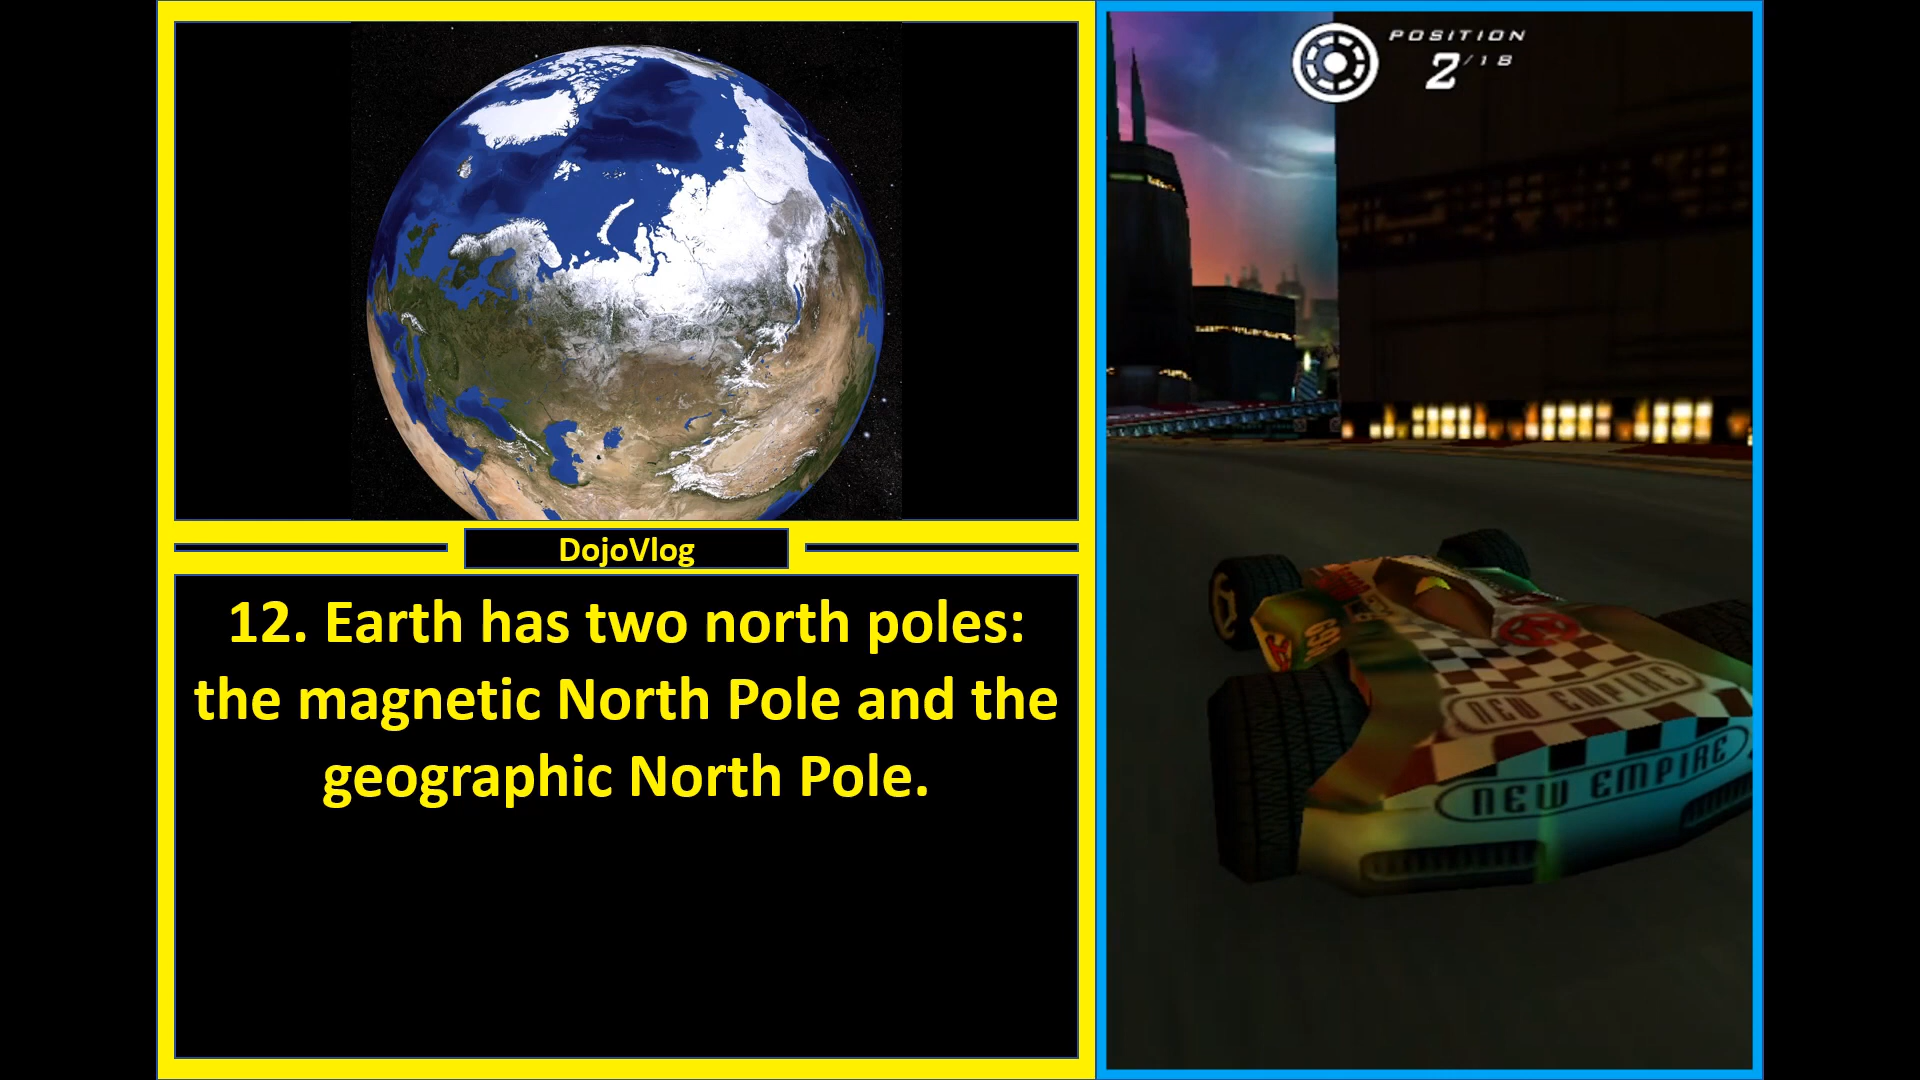 DojoVlog
12. Earth has two north poles:
the magnetic North Pole and the
geographic North Pole.
POSITION
2/18
NEW EMPIRE
NEW EMPIRE